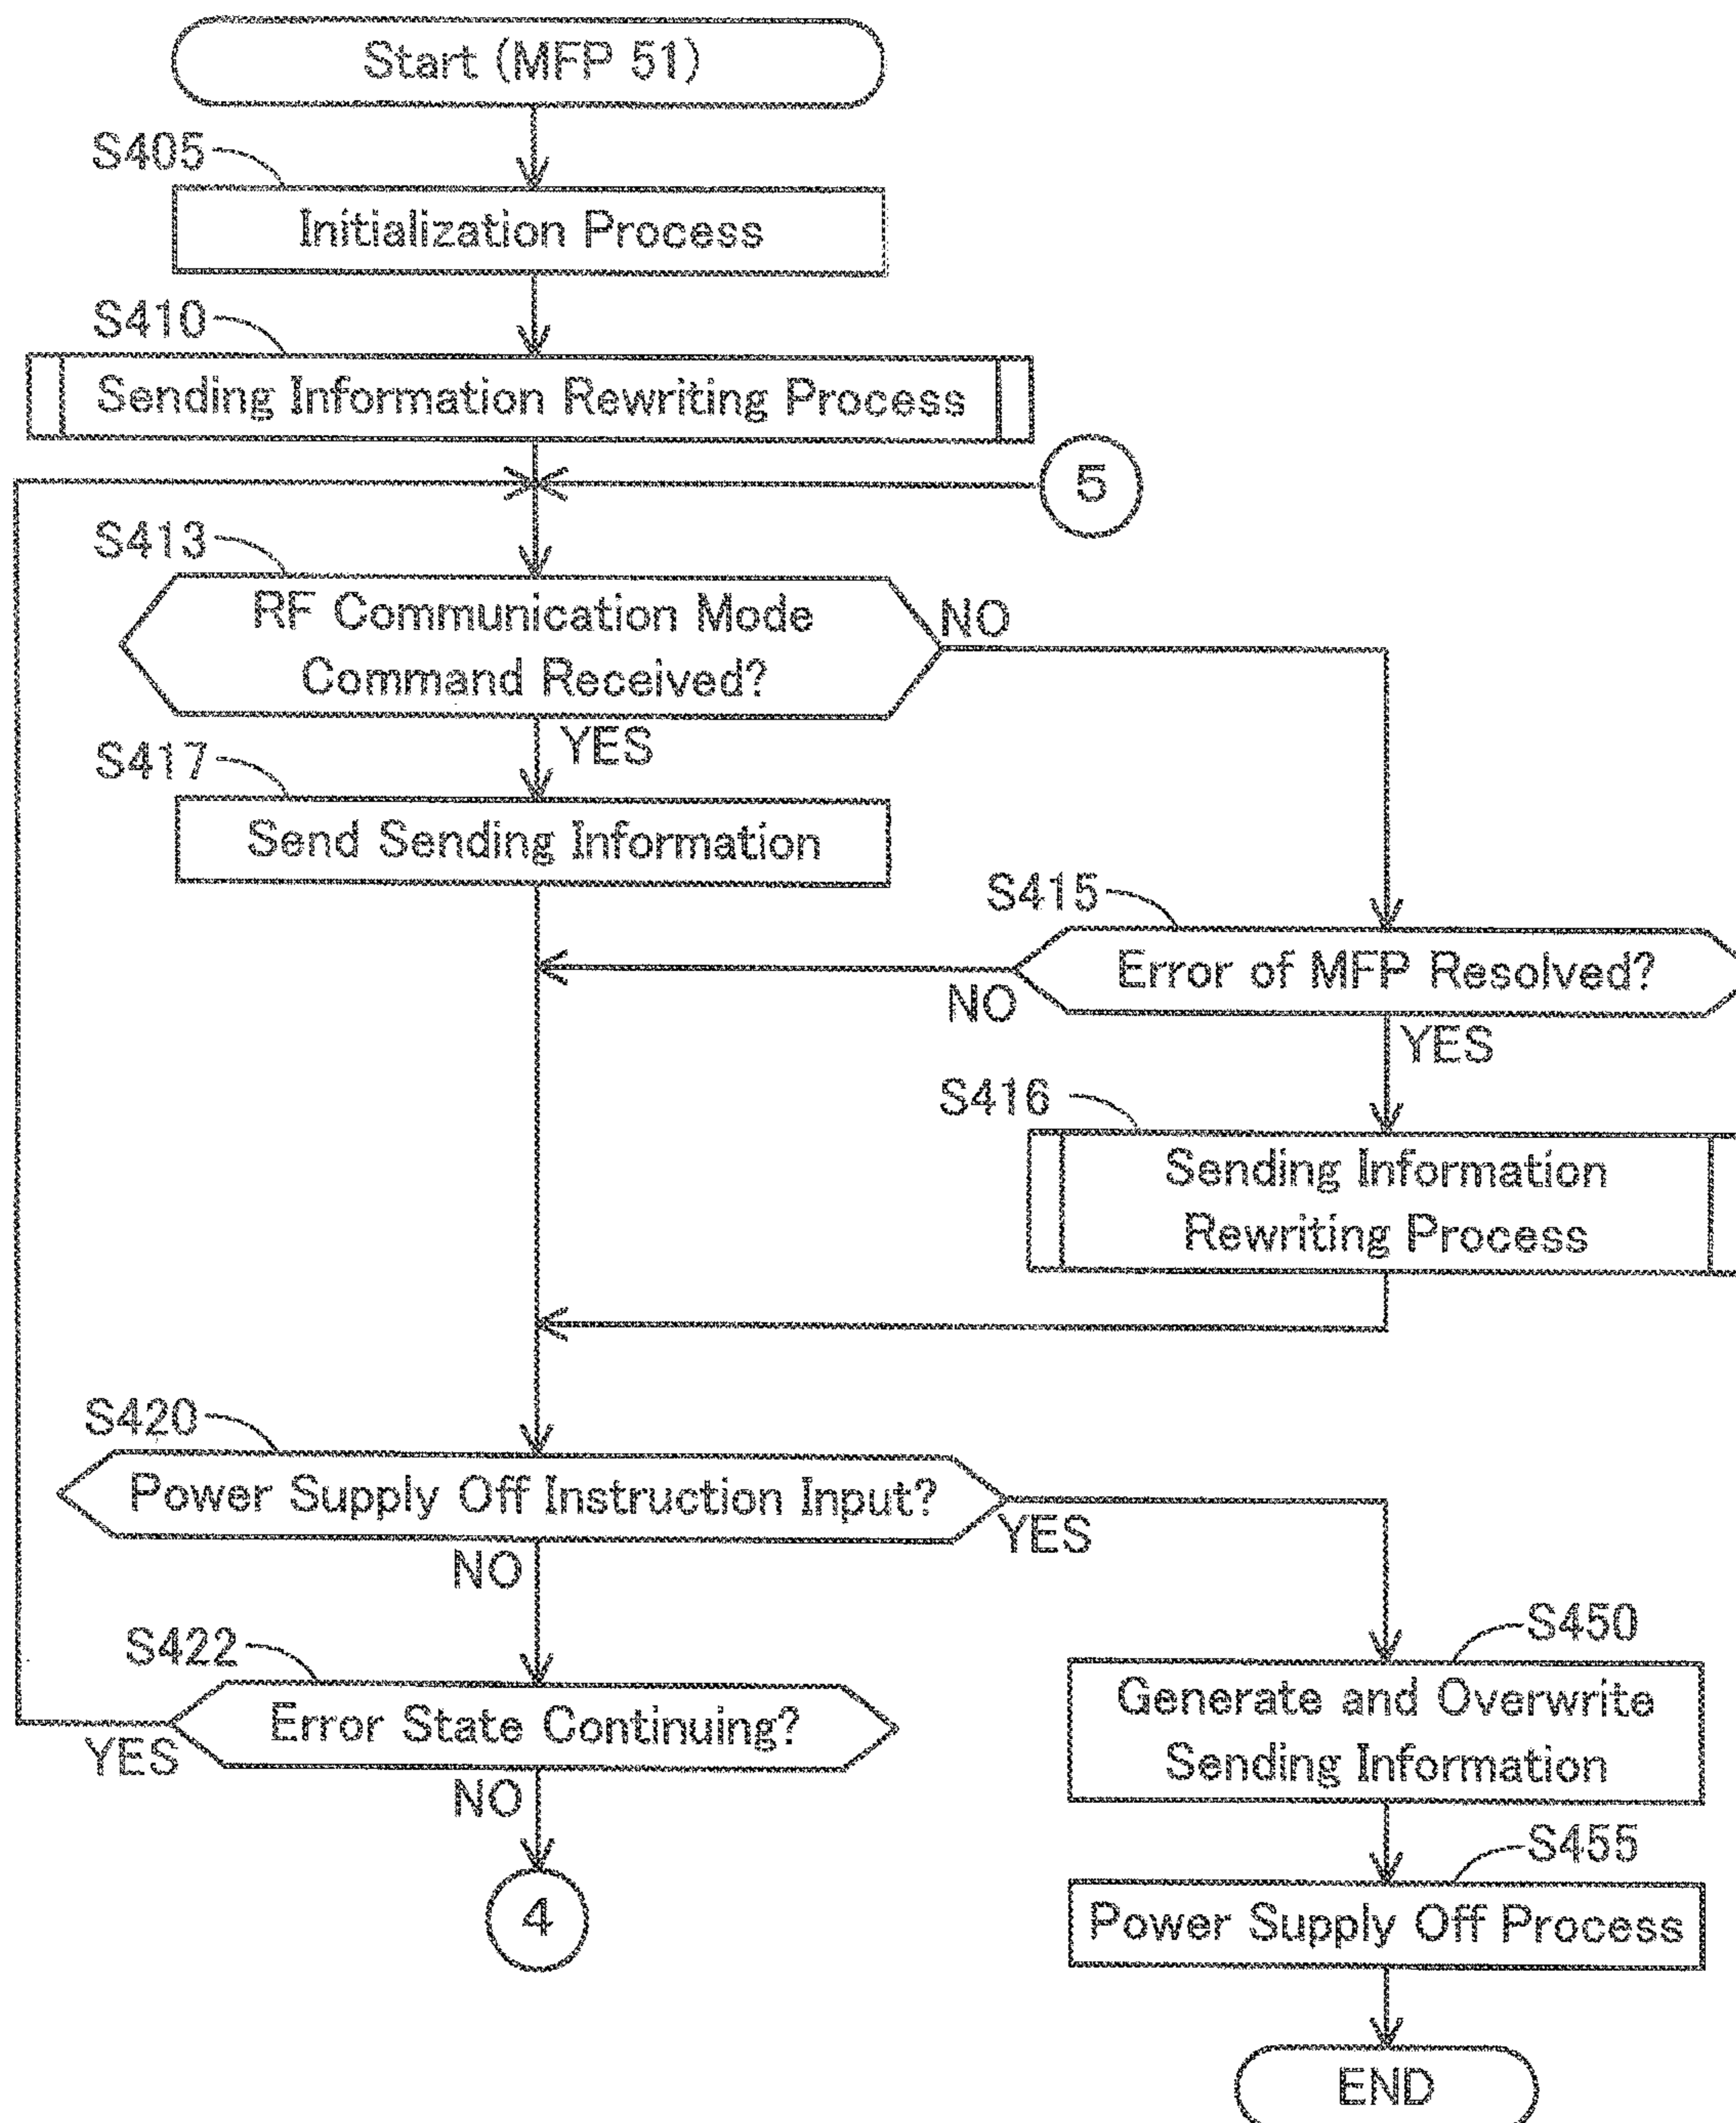 Start (MFP 51)
S405
Initialization Process
S410
Sending Information Rewriting Process
5
S413
RF Communication Mode
Command Received?
NO
YES
S417
Send Sending Information
S415
Error of MFP Resolved?
NO
YES
S416
Sending Information
Rewriting Process
S420
Power Supply Off Instruction Input?
YES
NO
S422
Error State Continuing?
YES
NO
4
S450
Generate and Overwrite
Sending Information
S455
Power Supply Off Process
END